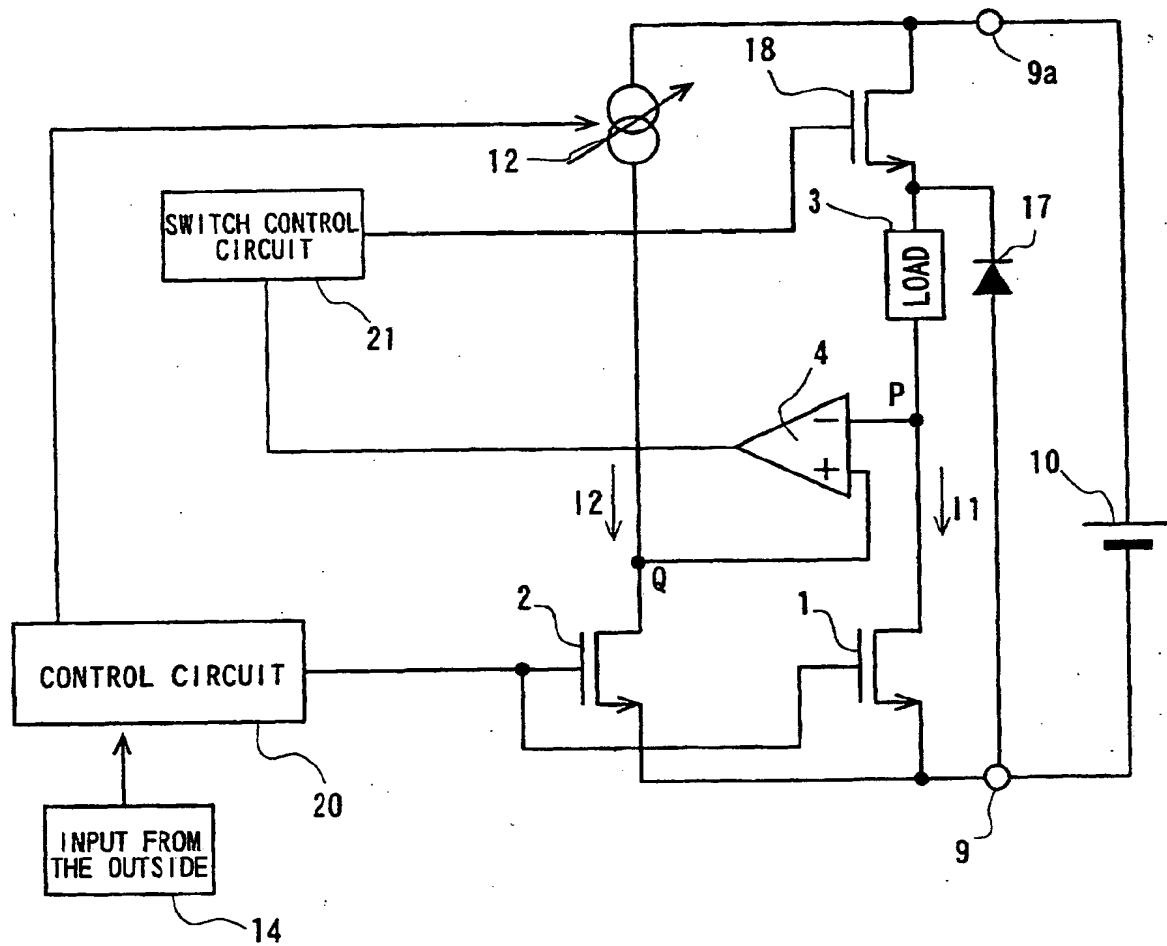 18
9a
12
SWITCH CONTROL
CIRCUIT
3
LOAD
17
21
4
P
−
+
10
I2
I1
Q
2
1
CONTROL CIRCUIT
20
INPUT FROM
THE OUTSIDE
9
14